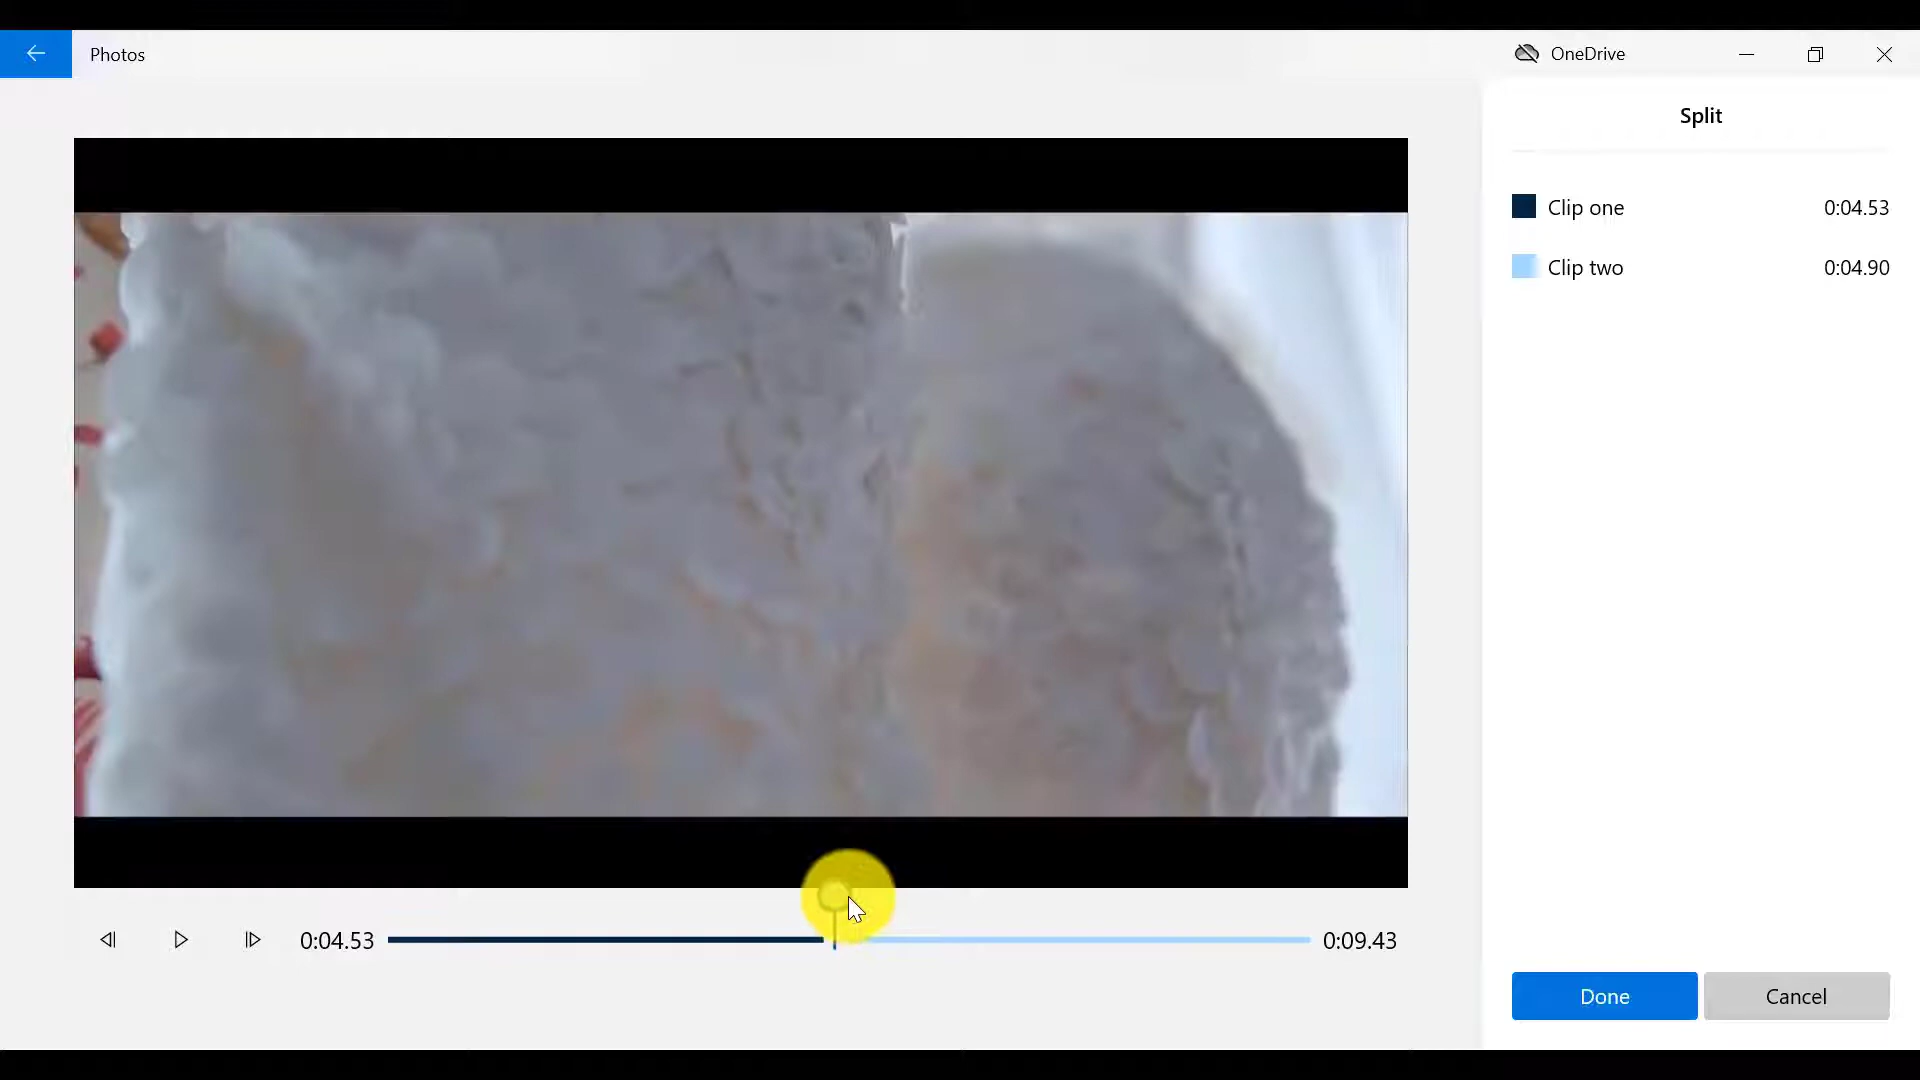 Photos
OneDrive
Split
Clip one 0:04.53
Clip two 0:04.90
0:04.53
0:09.43
Done
Cancel